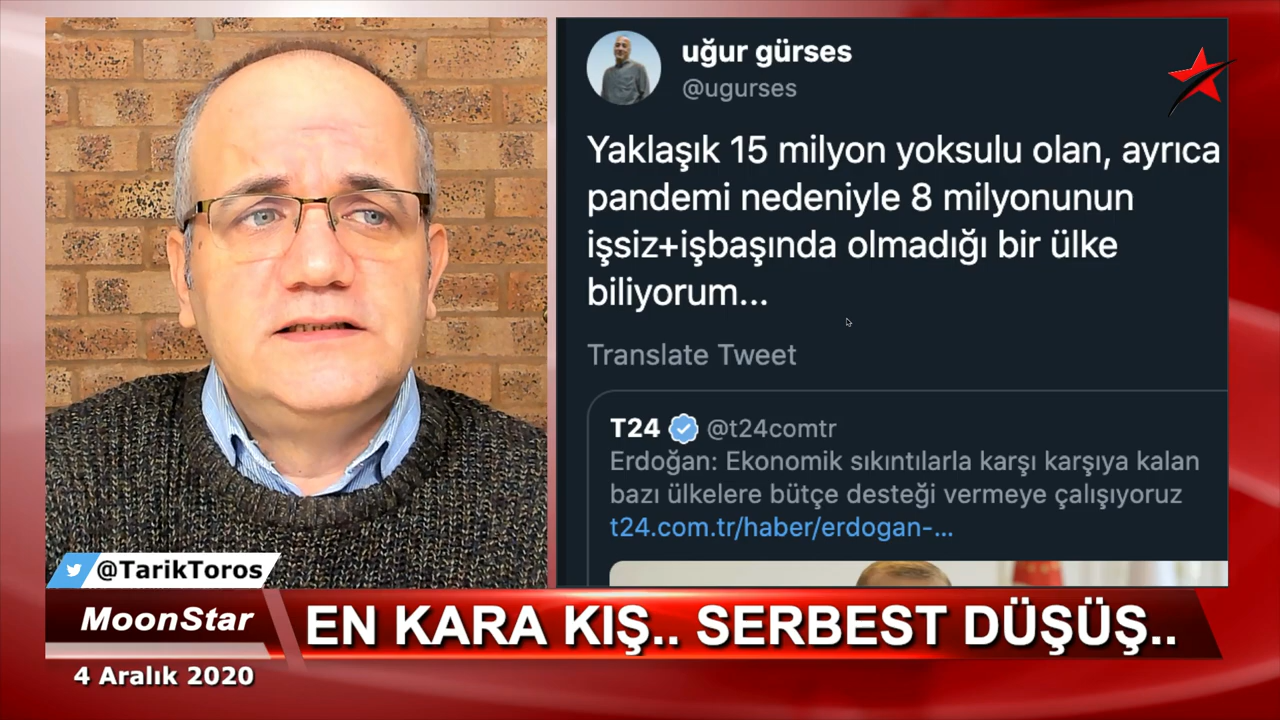 uğur gürses
@ugurses
Yaklaşık 15 milyon yoksulu olan, ayrıca
pandemi nedeniyle 8 milyonunun
işsiz+işbaşında olmadığı bir ülke
biliyorum...
Translate Tweet
T24 @t24comtr
Erdoğan: Ekonomik sıkıntılarla karşı karşıya kalan
bazı ülkelere bütçe desteği vermeye çalışıyoruz
t24.com.tr/haber/erdogan-...
@TarikToros
MoonStar
EN KARA KIŞ.. SERBEST DÜŞÜŞ..
4 Aralık 2020